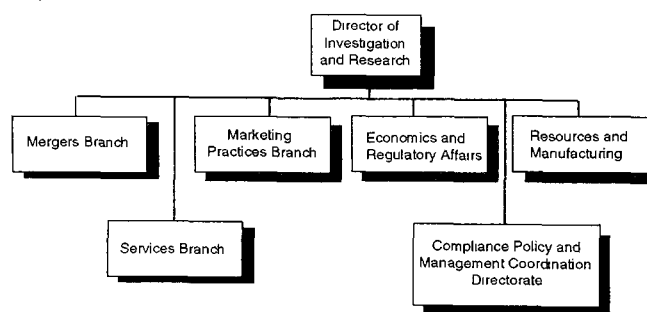 Director of
Investigation
and Research
Mergers Branch
Marketing
Practices Branch
Economics and
Regulatory Affairs
Resources and
Manufacturing
Services Branch
Compliance Policy and
Management Coordination
Directorate